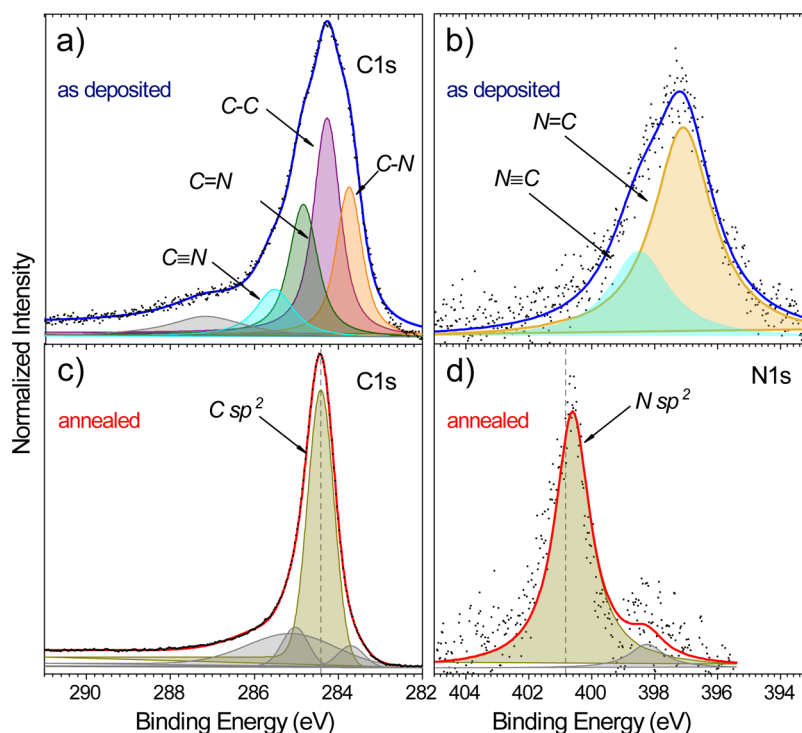 a)
C1s
as deposited
C-C
C-N
C=N
C≡N
b)
as deposited
N=C
N≡C
Normalized Intensity
c)
C1s
annealed
C sp²
290 288 286 284 282
Binding Energy (eV)
d)
N1s
annealed
N sp²
404 402 400 398 396 394
Binding Energy (eV)